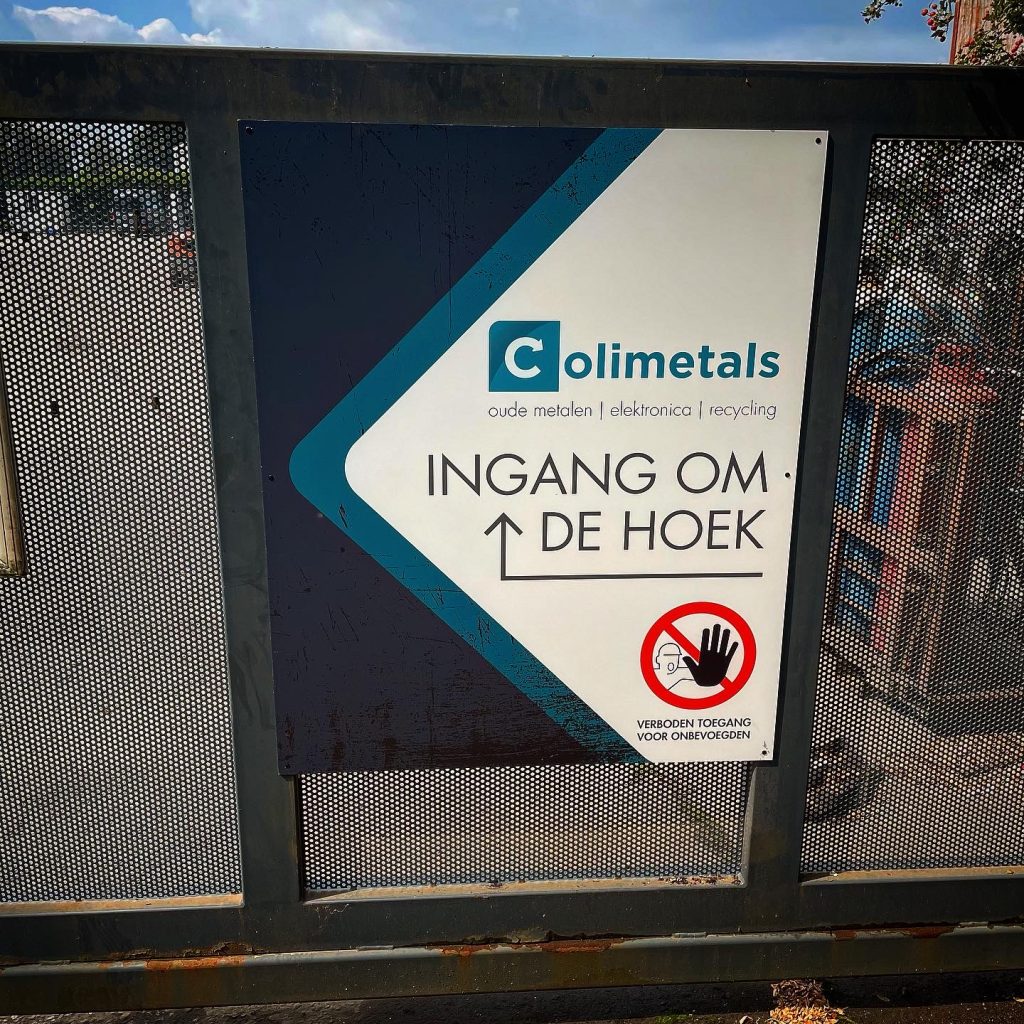 Colimetals
oude metalen | elektronica | recycling
INGANG OM
DE HOEK
VERBODEN TOEGANG
VOOR ONBEVOEGDEN